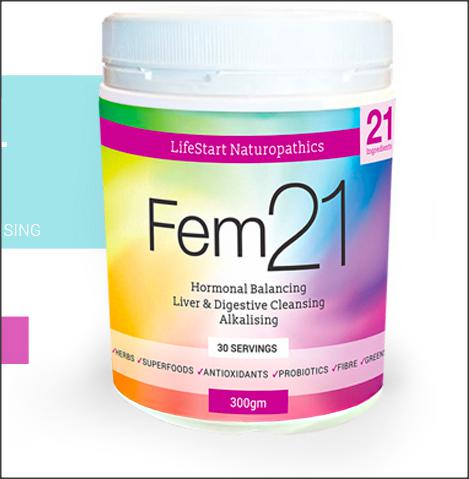 SING
LifeStart Naturopathics
21
Ingredients
Fem21
Hormonal Balancing
Liver & Digestive Cleansing
Alkalising
30 SERVINGS
✓HERBS ✓SUPERFOODS ✓ANTIOXIDANTS ✓PROBIOTICS ✓FIBRE ✓GREENS
300gm